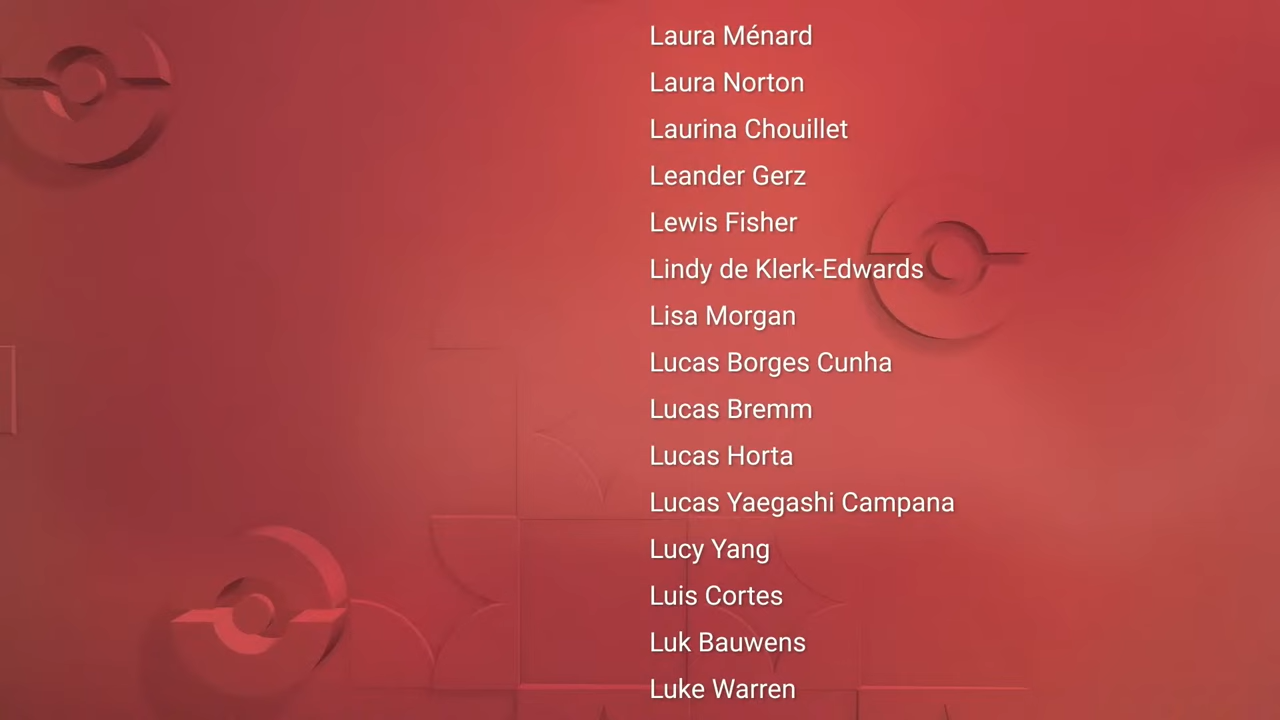 Laura Ménard
Laura Norton
Laurina Chouillet
Leander Gerz
Lewis Fisher
Lindy de Klerk-Edwards
Lisa Morgan
Lucas Borges Cunha
Lucas Bremm
Lucas Horta
Lucas Yaegashi Campana
Lucy Yang
Luis Cortes
Luk Bauwens
Luke Warren